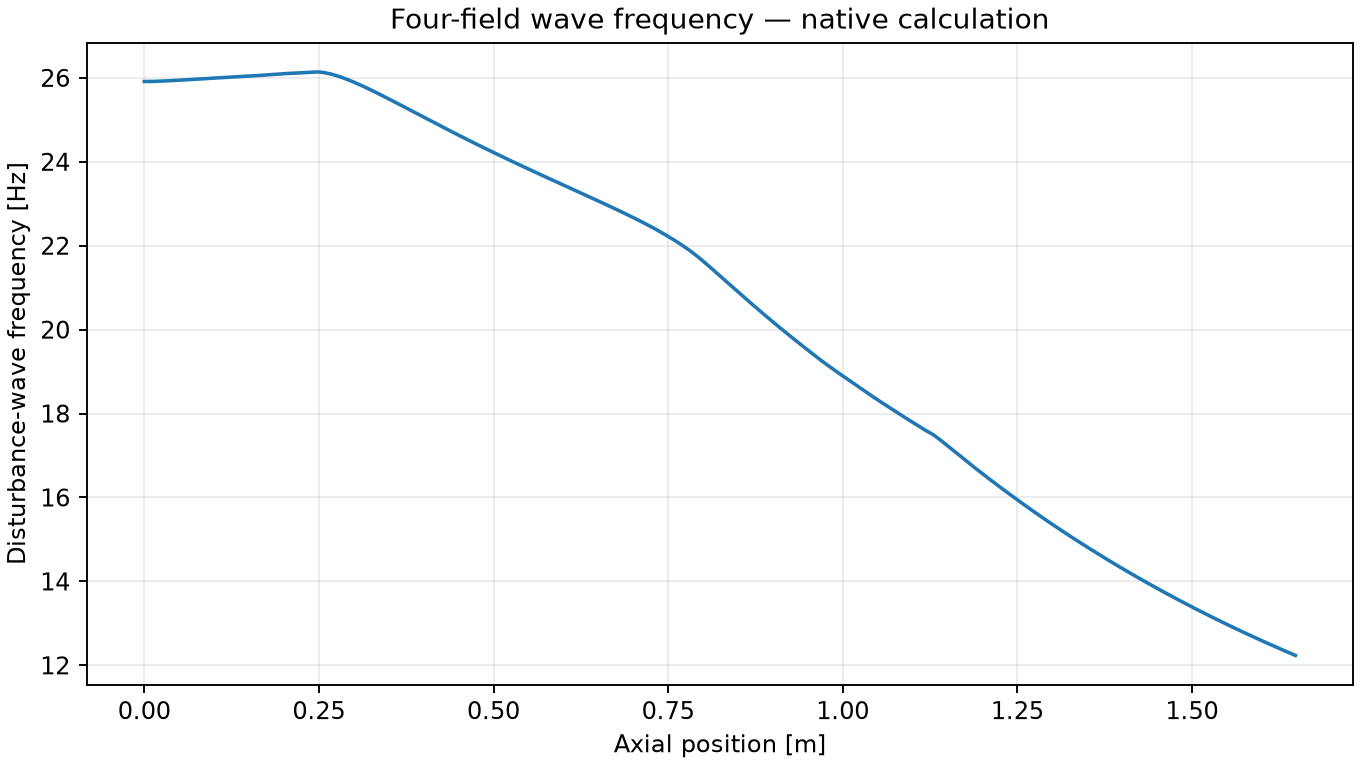 Four-field wave frequency — native calculation
Disturbance-wave frequency [Hz]
26
24
22
20
18
16
14
12
0.00 0.25 0.50 0.75 1.00 1.25 1.50
Axial position [m]